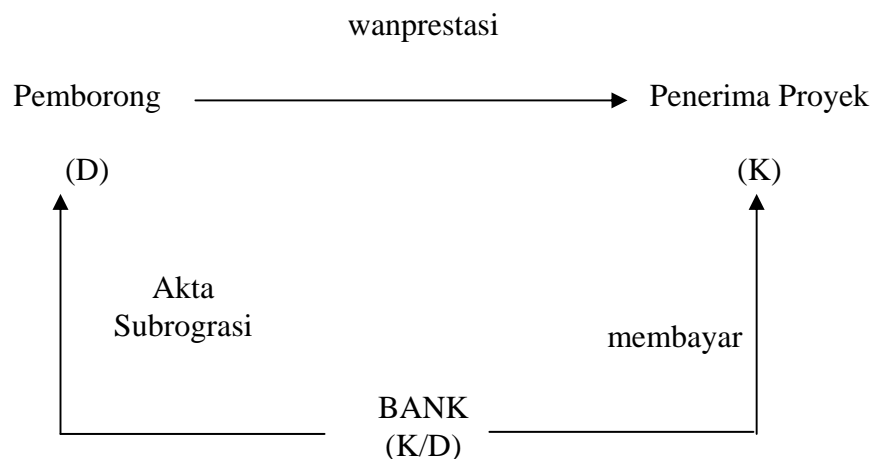 wanprestasi
Pemborong
Penerima Proyek
(D)
(K)
Akta
Subrograsi
membayar
BANK
(K/D)